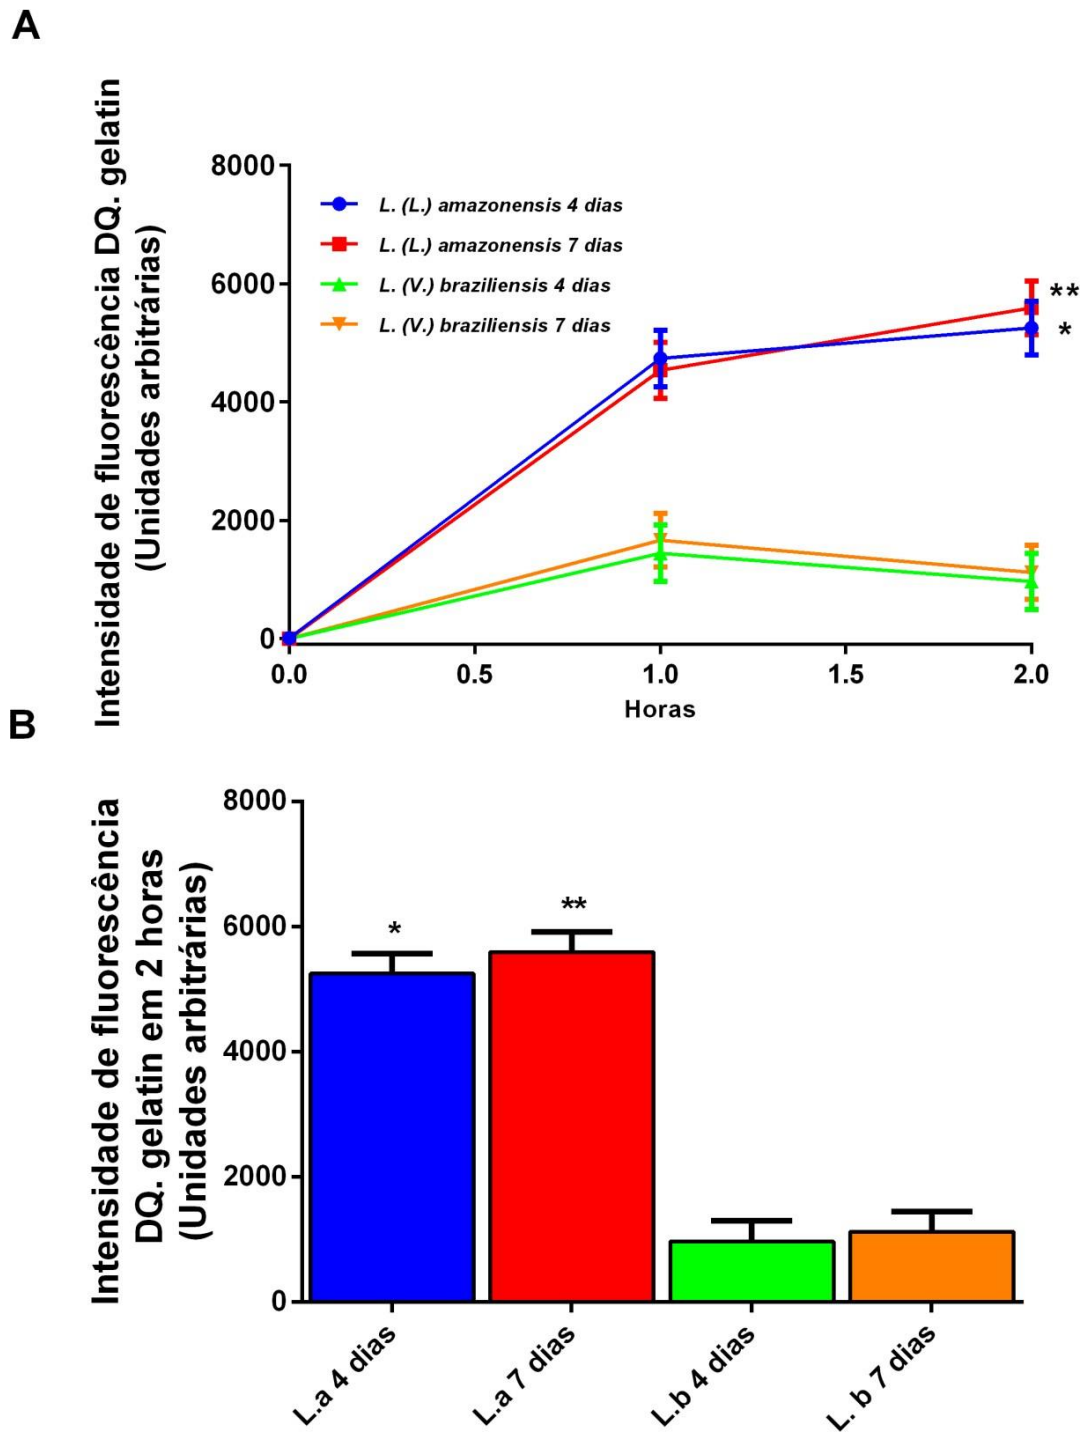 A
Intensidade de fluorescência DQ. gelatin
(Unidades arbitrárias)
8000
6000
4000
2000
0
L. (L.) amazonensis 4 dias
L. (L.) amazonensis 7 dias
L. (V.) braziliensis 4 dias
L. (V.) braziliensis 7 dias
**
*
0.0 0.5 1.0 1.5 2.0
Horas
B
Intensidade de fluorescência
DQ. gelatin em 2 horas
(Unidades arbitrárias)
8000
6000
4000
2000
0
*
**
L.a 4 dias
L.a 7 dias
L.b 4 dias
L. b 7 dias